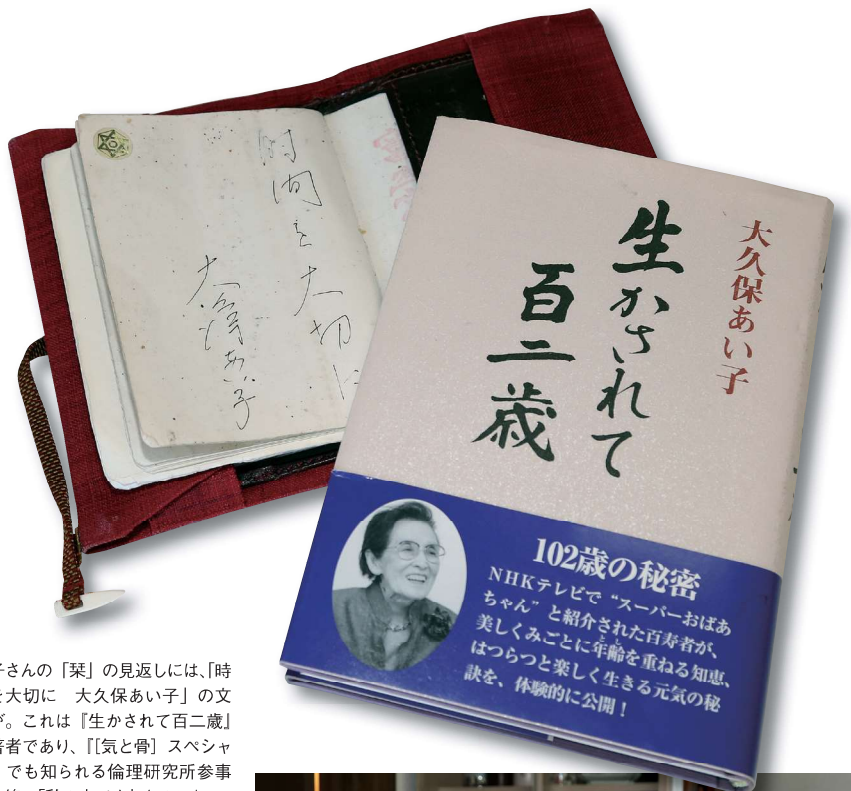 時間を大切に
大久保あい子
大久保あい子
生かされて
百二歳
102歳の秘密
NHKテレビで“スーパーおばあ
ちゃん”と紹介された百寿者が、
美しくみごとに年齢を重ねる知恵、
はつらつと楽しく生きる元気の秘
訣を、体験的に公開!
子さんの「栞」の見返しには、「時
を大切に　大久保あい子」の文
が。これは『生かされて百二歳』
著者であり、『[気と骨] スペシャ
でも知られる倫理研究所参事